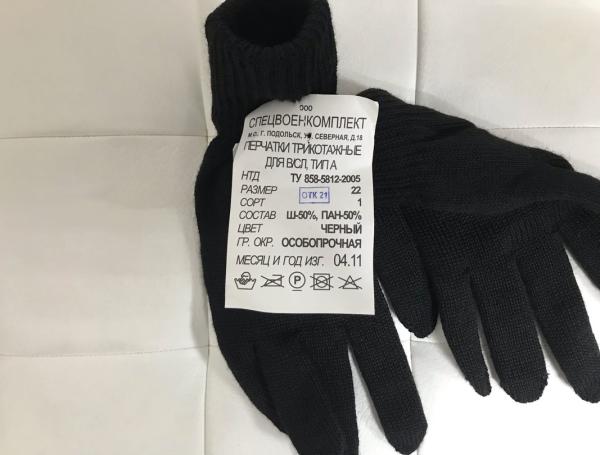 ООО
СПЕЦВОЕНКОМПЛЕКТ
М.О. Г. ПОДОЛЬСК, УЛ. СЕВЕРНАЯ, Д.18
ПЕРЧАТКИ ТРИКОТАЖНЫЕ
ДЛЯ В/СЛ, ТИП А
НТД ТУ 858-5812-2005
РАЗМЕР 22
ОТК 21
СОРТ 1
СОСТАВ Ш-50%, ПАН-50%
ЦВЕТ ЧЕРНЫЙ
ГР. ОКР. ОСОБОПРОЧНАЯ
МЕСЯЦ И ГОД ИЗГ. 04.11
P